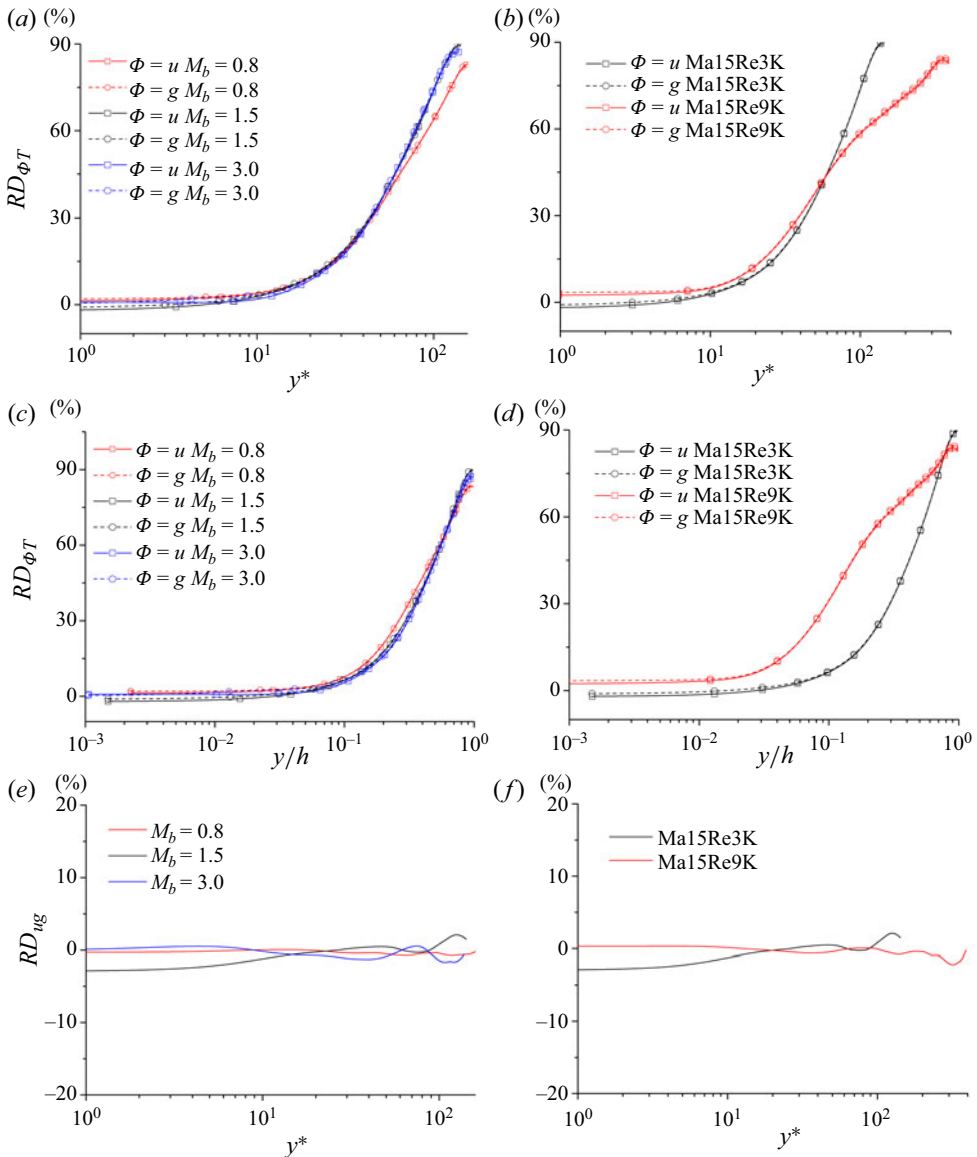 (a) (%)
90
60
30
0
RD_ΦT
Φ = u M_b = 0.8
Φ = g M_b = 0.8
Φ = u M_b = 1.5
Φ = g M_b = 1.5
Φ = u M_b = 3.0
Φ = g M_b = 3.0
10^0 10^1 10^2
y*
(b) (%)
90
60
30
0
Φ = u Ma15Re3K
Φ = g Ma15Re3K
Φ = u Ma15Re9K
Φ = g Ma15Re9K
10^0 10^1 10^2
y*
(c) (%)
90
60
30
0
RD_ΦT
Φ = u M_b = 0.8
Φ = g M_b = 0.8
Φ = u M_b = 1.5
Φ = g M_b = 1.5
Φ = u M_b = 3.0
Φ = g M_b = 3.0
10^−3 10^−2 10^−1 10^0
y/h
(d) (%)
90
60
30
0
Φ = u Ma15Re3K
Φ = g Ma15Re3K
Φ = u Ma15Re9K
Φ = g Ma15Re9K
10^−3 10^−2 10^−1 10^0
y/h
(e) (%)
20
10
0
−10
−20
RD_ug
M_b = 0.8
M_b = 1.5
M_b = 3.0
10^0 10^1 10^2
y*
(f) (%)
20
10
0
−10
−20
Ma15Re3K
Ma15Re9K
10^0 10^1 10^2
y*